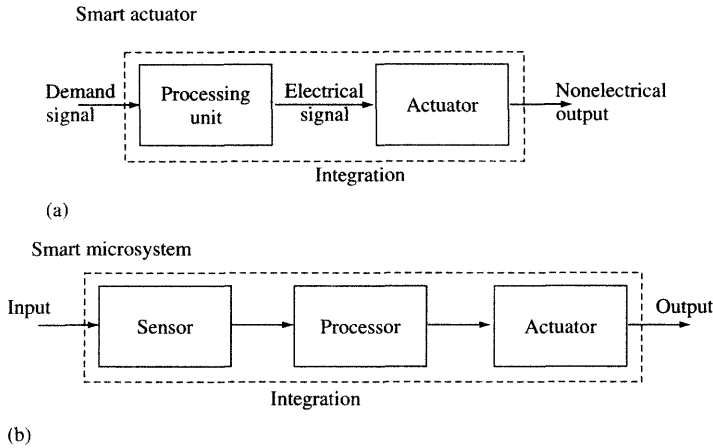 Smart actuator
Demand
signal
Processing
unit
Electrical
signal
Actuator
Nonelectrical
output
Integration
(a)
Smart microsystem
Input
Sensor
Processor
Actuator
Output
Integration
(b)